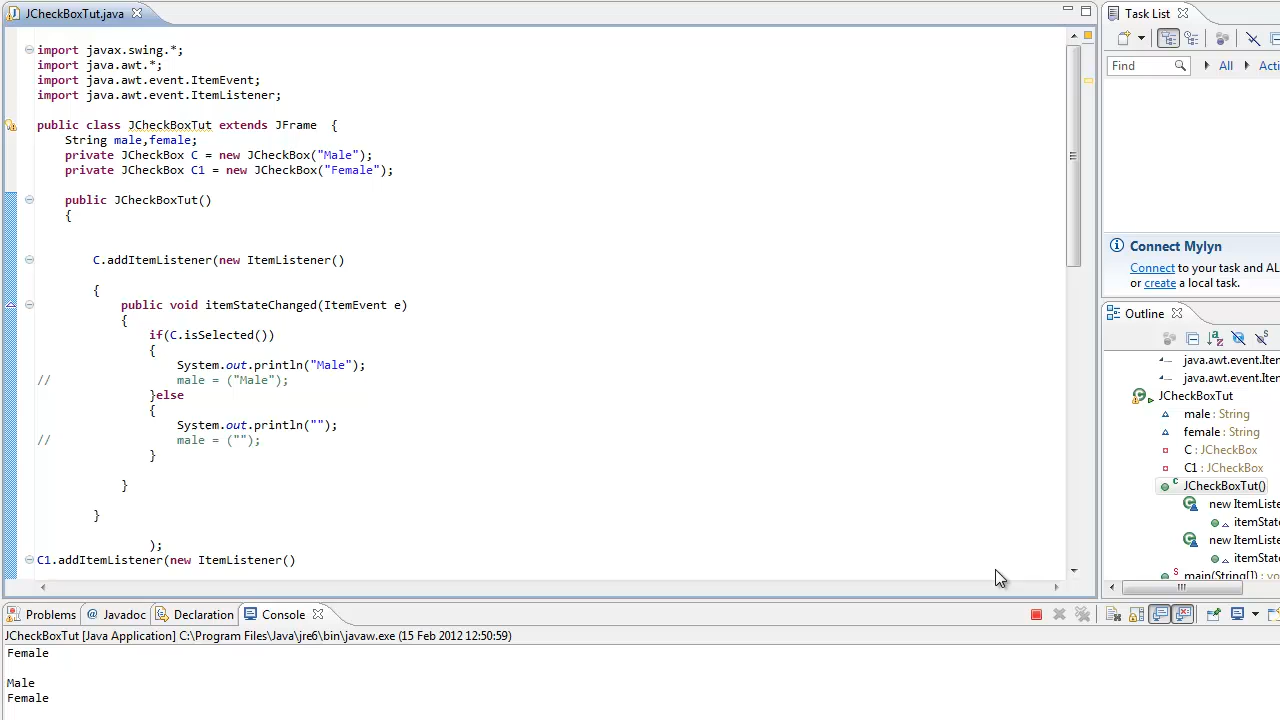 JCheckBoxTut.java
import javax.swing.*;
import java.awt.*;
import java.awt.event.ItemEvent;
import java.awt.event.ItemListener;
public class JCheckBoxTut extends JFrame {
String male,female;
private JCheckBox C = new JCheckBox("Male");
private JCheckBox C1 = new JCheckBox("Female");
public JCheckBoxTut()
{
C.addItemListener(new ItemListener()
{
public void itemStateChanged(ItemEvent e)
{
if(C.isSelected())
{
System.out.println("Male");
// male = ("Male");
}else
{
System.out.println("");
// male = ("");
}
}
}
);
C1.addItemListener(new ItemListener()
Task List
Find
All
Acti
Connect Mylyn
Connect to your task and AL
or create a local task.
Outline
java.awt.event.Iter
java.awt.event.Iter
JCheckBoxTut
male : String
female : String
C : JCheckBox
C1 : JCheckBox
JCheckBoxTut()
new ItemListe
itemSta
new ItemListe
itemSta
main(String[]) : vo
Problems
@ Javadoc
Declaration
Console
JCheckBoxTut [Java Application] C:\Program Files\Java\jre6\bin\javaw.exe (15 Feb 2012 12:50:59)
Female
Male
Female